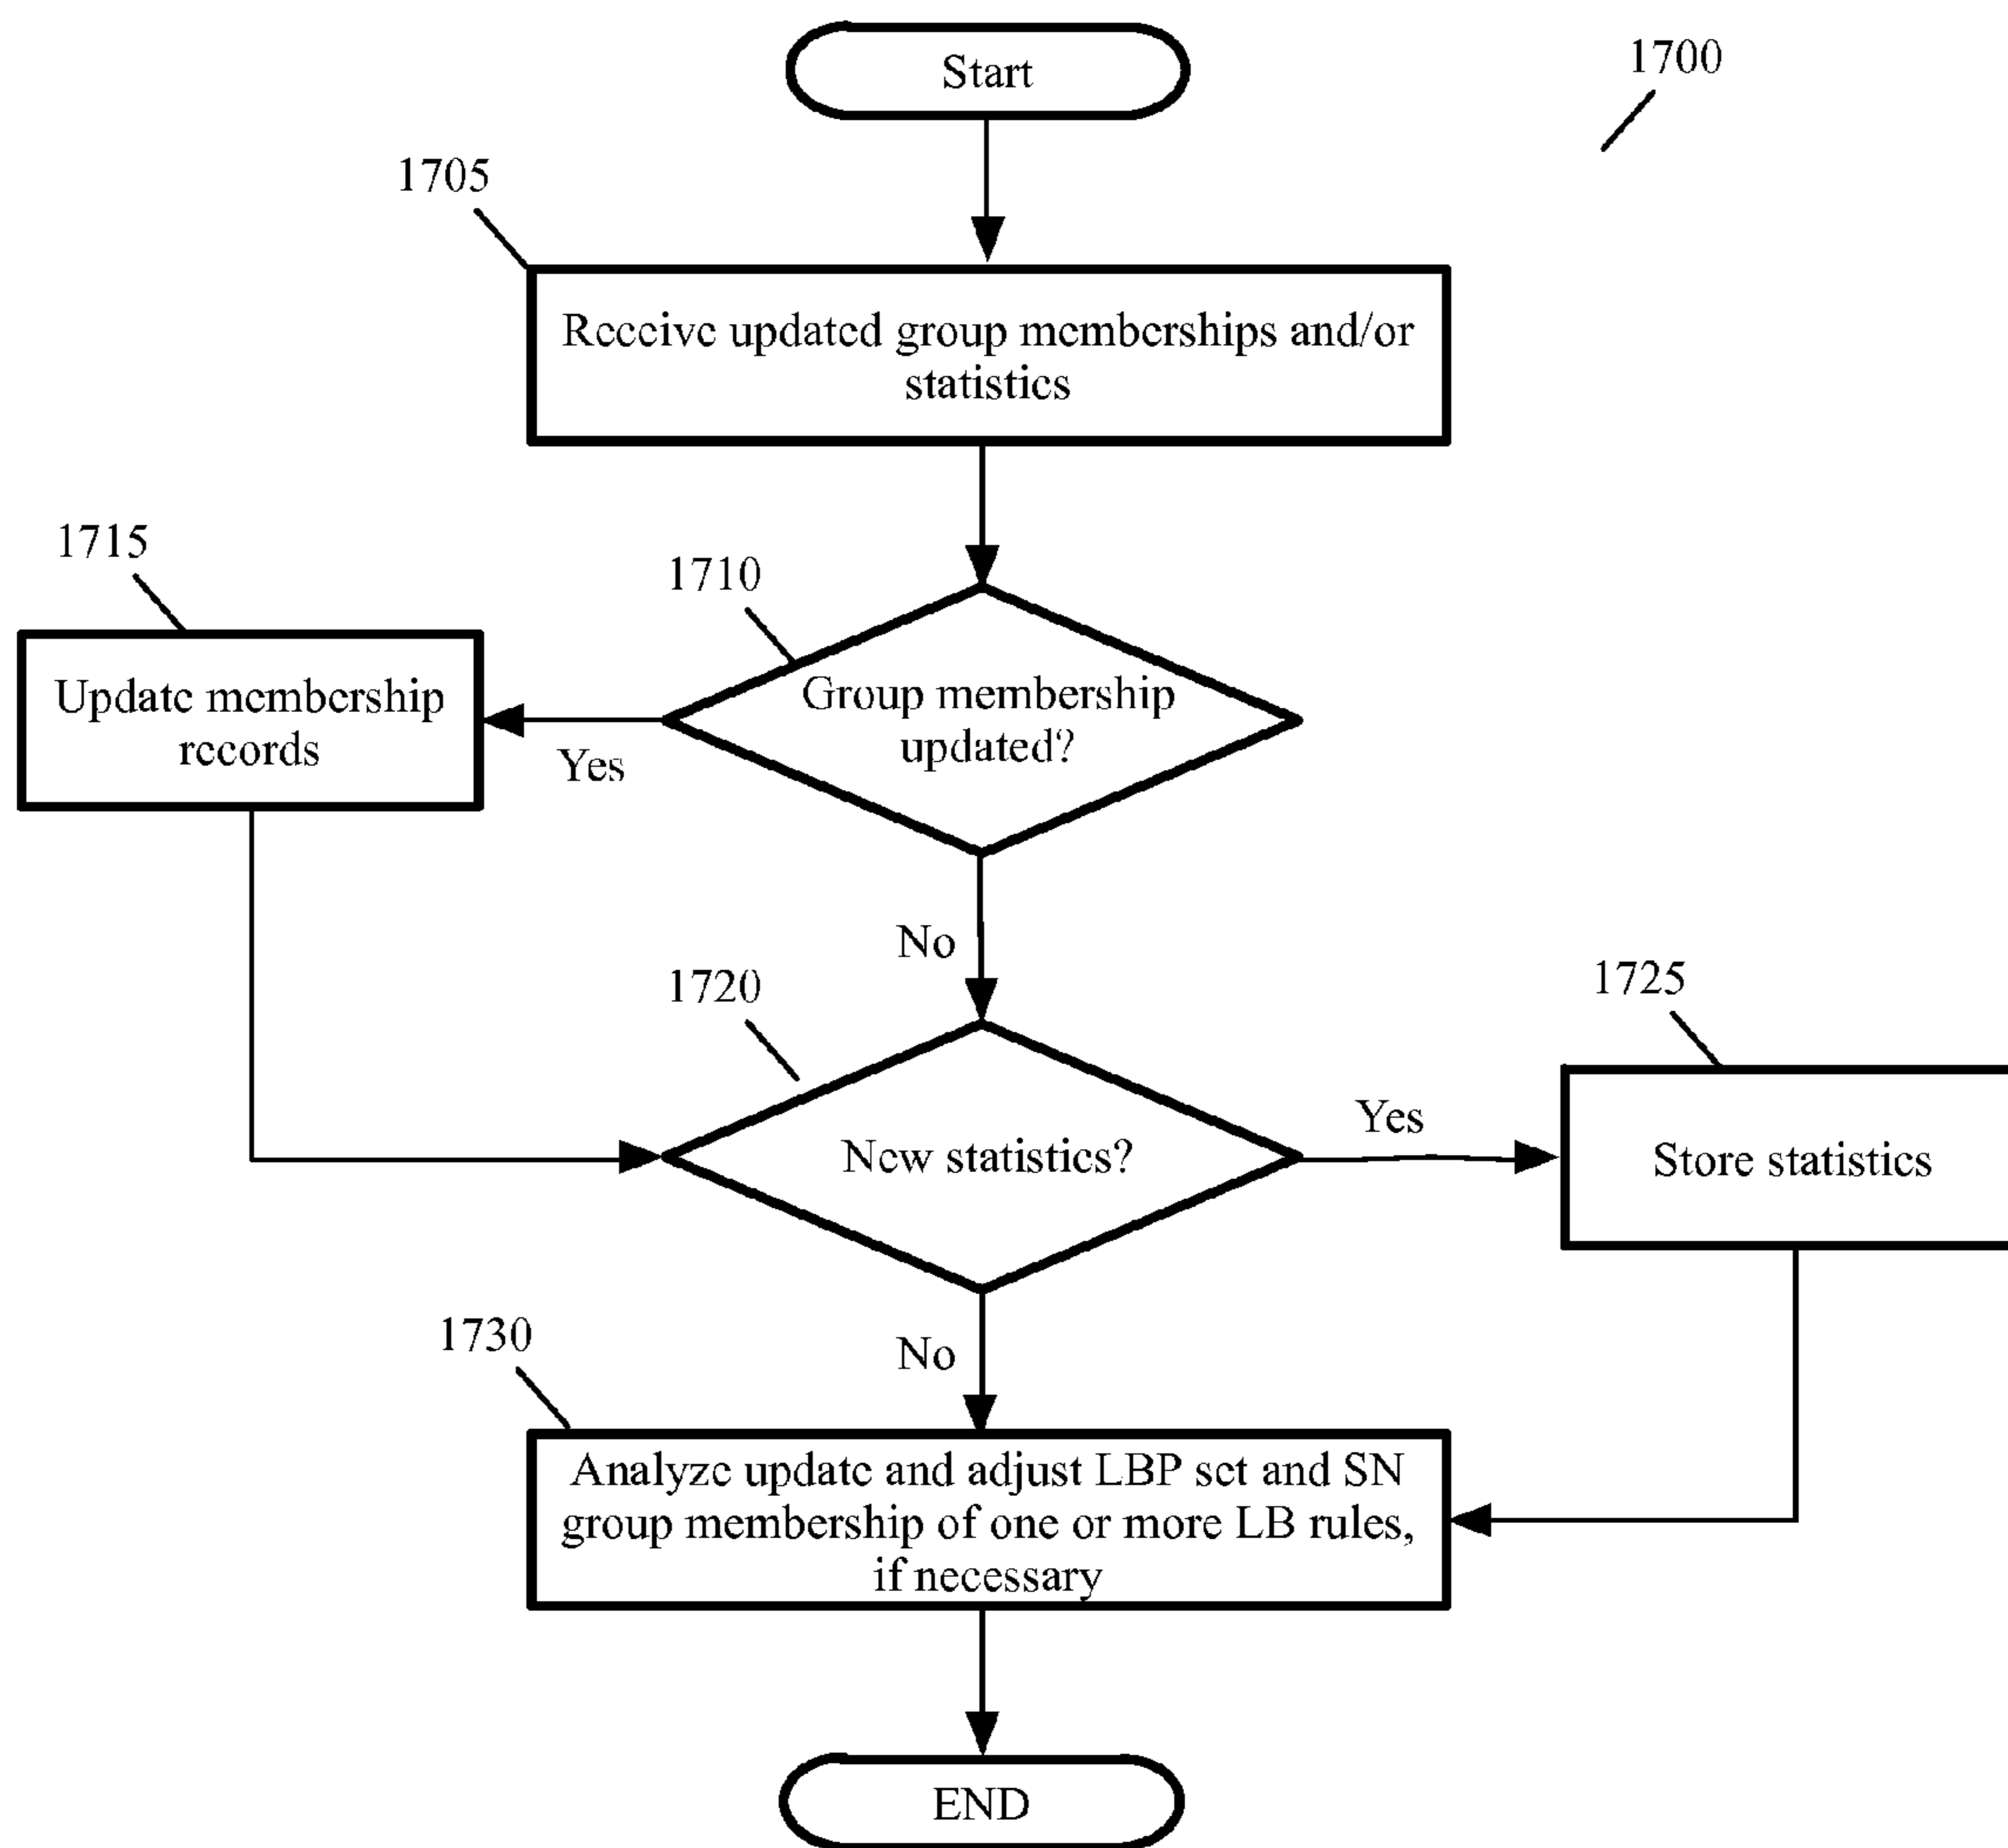 Start
1700
1705
Receive updated group memberships and/or
statistics
1715
1710
Update membership
records
Group membership
updated?
Yes
No
1720
1725
New statistics?
Yes
Store statistics
1730
No
Analyze update and adjust LBP set and SN
group membership of one or more LB rules,
if necessary
END